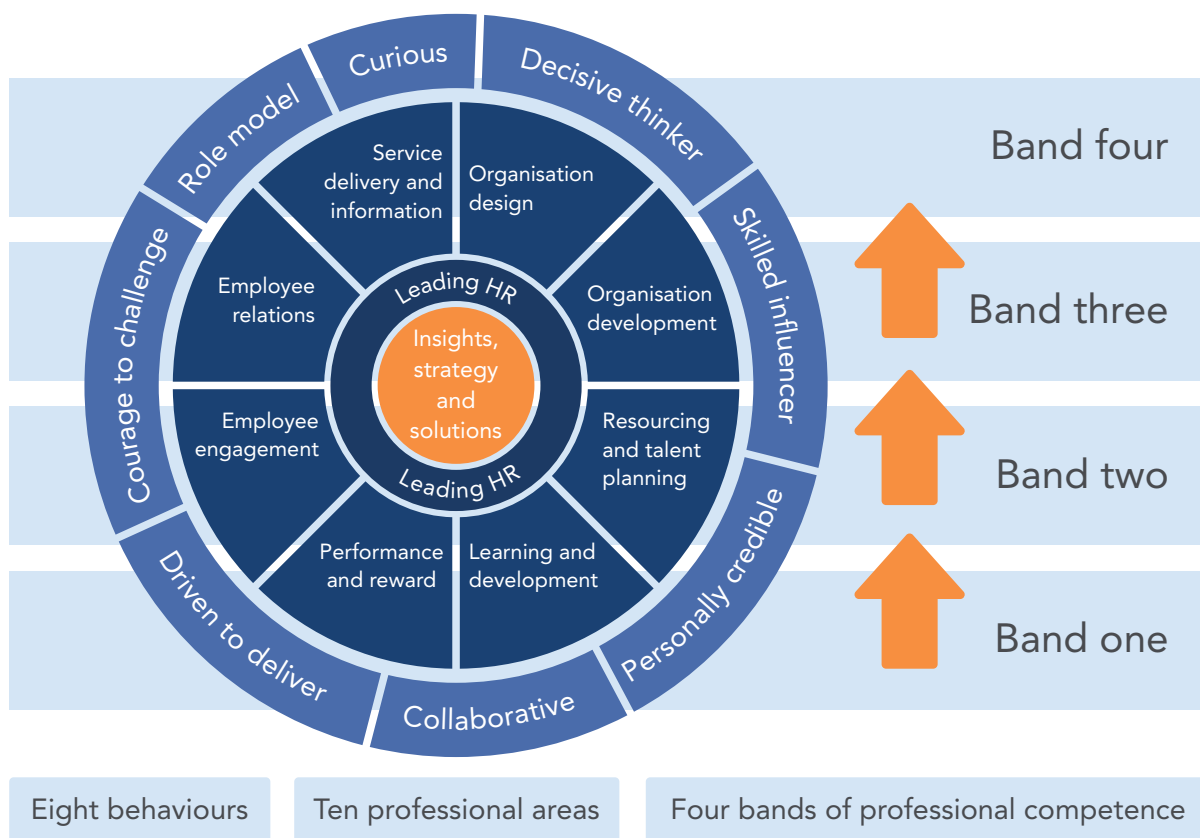 Curious
Decisive thinker
Skilled influencer
Personally credible
Collaborative
Driven to deliver
Courage to challenge
Role model
Service
delivery and
information
Organisation
design
Organisation
development
Resourcing
and talent
planning
Learning and
development
Performance
and reward
Employee
engagement
Employee
relations
Leading HR
Insights,
strategy
and
solutions
Leading HR
Band four
Band three
Band two
Band one
Eight behaviours
Ten professional areas
Four bands of professional competence